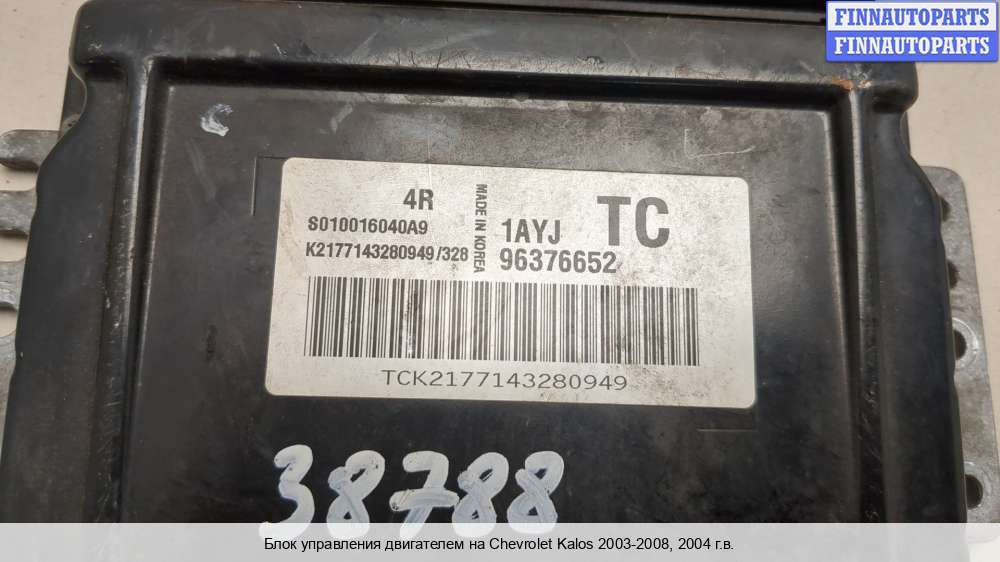 FINNAUTOPARTS
FINNAUTOPARTS
4R
S010016040A9
K2177143280949/328
MADE IN KOREA
1AYJ
TC
96376652
TCK2177143280949
38788
Блок управления двигателем на Chevrolet Kalos 2003-2008, 2004 г.в.